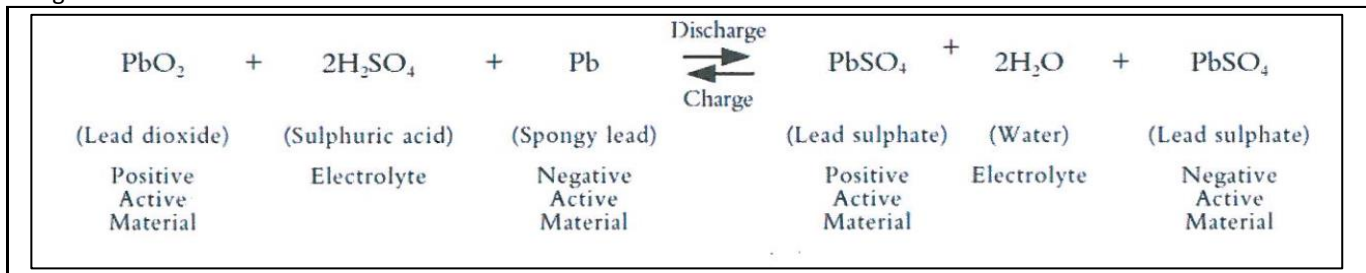 Discharge
PbO₂ + 2H₂SO₄ + Pb ⇌ PbSO₄ + 2H₂O + PbSO₄
Charge
(Lead dioxide) (Sulphuric acid) (Spongy lead) (Lead sulphate) (Water) (Lead sulphate)
Positive Electrolyte Negative Positive Electrolyte Negative
Active Active Active Active
Material Material Material Material